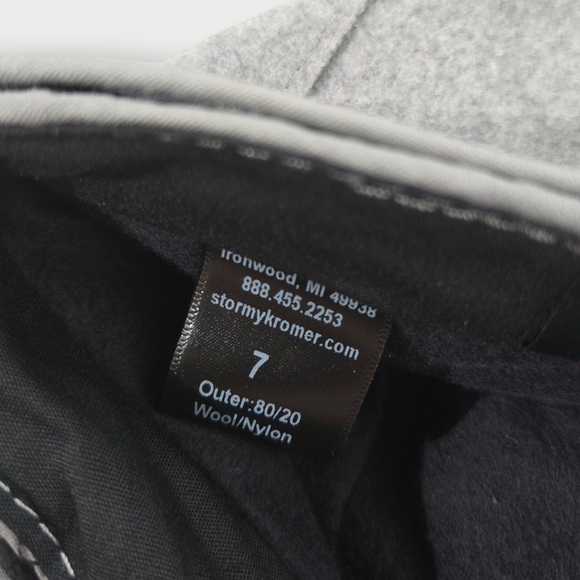 Ironwood, MI 49938
888.455.2253
stormykromer.com
7
Outer:80/20
Wool/Nylon